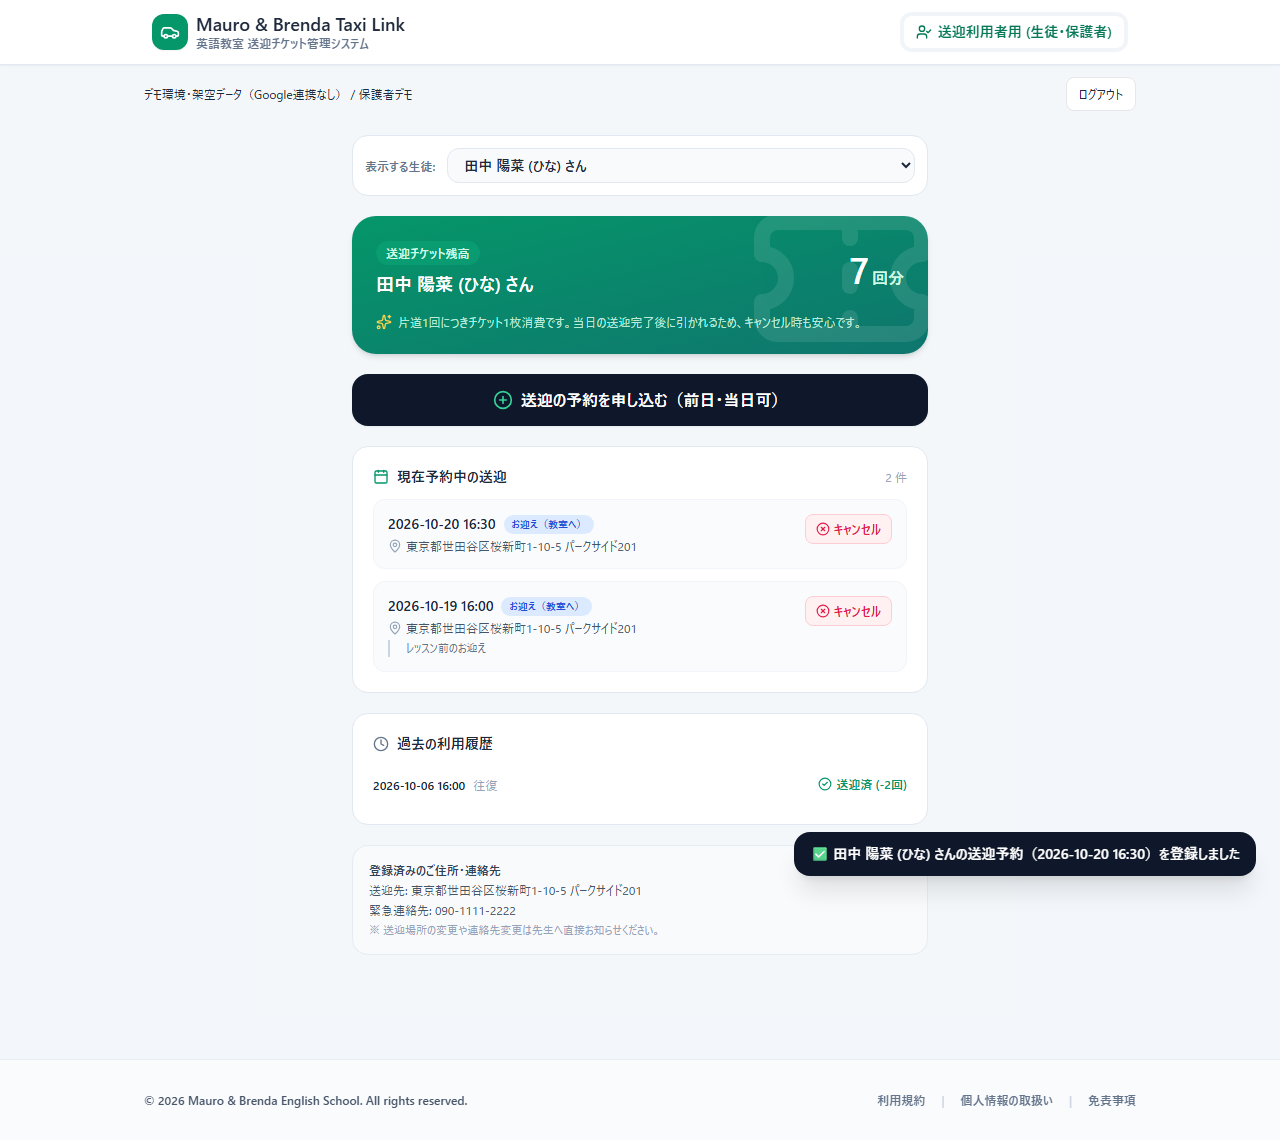 Mauro & Brenda Taxi Link
英語教室 送迎チケット管理システム
送迎利用者用 (生徒・保護者)
デモ環境・架空データ（Google連携なし） / 保護者デモ
ログアウト
表示する生徒:
田中 陽菜 (ひな) さん
送迎チケット残高
田中 陽菜 (ひな) さん
7 回分
片道1回につきチケット1枚消費です。当日の送迎完了後に引かれるため、キャンセル時も安心です。
送迎の予約を申し込む（前日・当日可）
現在予約中の送迎
2 件
2026-10-20 16:30 お迎え（教室へ）
キャンセル
東京都世田谷区桜新町1-10-5 パークサイド201
2026-10-19 16:00 お迎え（教室へ）
キャンセル
東京都世田谷区桜新町1-10-5 パークサイド201
レッスン前のお迎え
過去の利用履歴
2026-10-06 16:00 往復
送迎済 (-2回)
✅ 田中 陽菜 (ひな) さんの送迎予約（2026-10-20 16:30）を登録しました
登録済みのご住所・連絡先
送迎先: 東京都世田谷区桜新町1-10-5 パークサイド201
緊急連絡先: 090-1111-2222
※ 送迎場所の変更や連絡先変更は先生へ直接お知らせください。
© 2026 Mauro & Brenda English School. All rights reserved.
利用規約 | 個人情報の取扱い | 免責事項